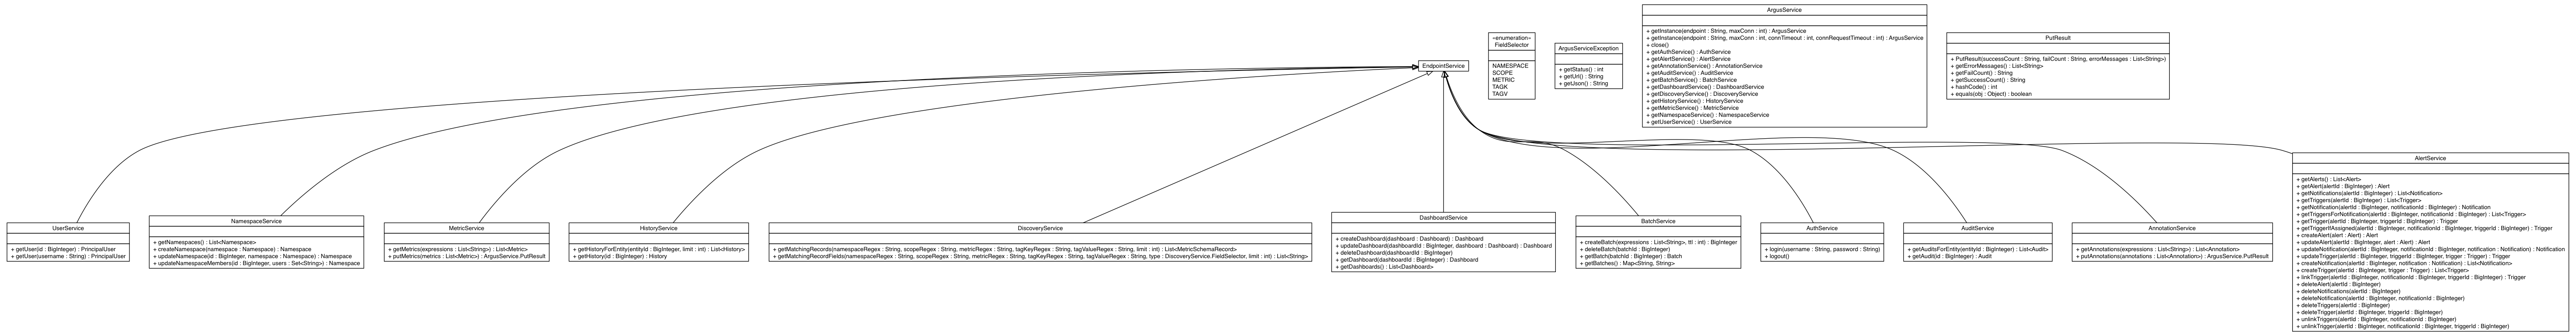 EndpointService
«enumeration»
FieldSelector
NAMESPACE
SCOPE
METRIC
TAGK
TAGV
ArgusServiceException
+ getStatus() : int
+ getUrl() : String
+ getJson() : String
ArgusService
+ getInstance(endpoint : String, maxConn : int) : ArgusService
+ getInstance(endpoint : String, maxConn : int, connTimeout : int, connRequestTimeout : int) : ArgusService
+ close()
+ getAuthService() : AuthService
+ getAlertService() : AlertService
+ getAnnotationService() : AnnotationService
+ getAuditService() : AuditService
+ getBatchService() : BatchService
+ getDashboardService() : DashboardService
+ getDiscoveryService() : DiscoveryService
+ getHistoryService() : HistoryService
+ getMetricService() : MetricService
+ getNamespaceService() : NamespaceService
+ getUserService() : UserService
PutResult
+ PutResult(successCount : String, failCount : String, errorMessages : List<String>)
+ getErrorMessages() : List<String>
+ getFailCount() : String
+ getSuccessCount() : String
+ hashCode() : int
+ equals(obj : Object) : boolean
UserService
+ getUser(id : BigInteger) : PrincipalUser
+ getUser(username : String) : PrincipalUser
NamespaceService
+ getNamespaces() : List<Namespace>
+ createNamespace(namespace : Namespace) : Namespace
+ updateNamespace(id : BigInteger, namespace : Namespace) : Namespace
+ updateNamespaceMembers(id : BigInteger, users : Set<String>) : Namespace
MetricService
+ getMetrics(expressions : List<String>) : List<Metric>
+ putMetrics(metrics : List<Metric>) : ArgusService.PutResult
HistoryService
+ getHistoryForEntity(entityId : BigInteger, limit : int) : List<History>
+ getHistory(id : BigInteger) : History
DiscoveryService
+ getMatchingRecords(namespaceRegex : String, scopeRegex : String, metricRegex : String, tagKeyRegex : String, tagValueRegex : String, limit : int) : List<MetricSchemaRecord>
+ getMatchingRecordFields(namespaceRegex : String, scopeRegex : String, metricRegex : String, tagKeyRegex : String, tagValueRegex : String, type : DiscoveryService.FieldSelector, limit : int) : List<String>
DashboardService
+ createDashboard(dashboard : Dashboard) : Dashboard
+ updateDashboard(dashboardId : BigInteger, dashboard : Dashboard) : Dashboard
+ deleteDashboard(dashboardId : BigInteger)
+ getDashboard(dashboardId : BigInteger) : Dashboard
+ getDashboards() : List<Dashboard>
BatchService
+ createBatch(expressions : List<String>, ttl : int) : BigInteger
+ deleteBatch(batchId : BigInteger)
+ getBatch(batchId : BigInteger) : Batch
+ getBatches() : Map<String, String>
AuthService
+ login(username : String, password : String)
+ logout()
AuditService
+ getAuditsForEntity(entityId : BigInteger) : List<Audit>
+ getAudit(id : BigInteger) : Audit
AnnotationService
+ getAnnotations(expressions : List<String>) : List<Annotation>
+ putAnnotations(annotations : List<Annotation>) : ArgusService.PutResult
AlertService
+ getAlerts() : List<Alert>
+ getAlert(alertId : BigInteger) : Alert
+ getNotifications(alertId : BigInteger) : List<Notification>
+ getTriggers(alertId : BigInteger) : List<Trigger>
+ getNotification(alertId : BigInteger, notificationId : BigInteger) : Notification
+ getTriggersForNotification(alertId : BigInteger, notificationId : BigInteger) : List<Trigger>
+ getTrigger(alertId : BigInteger, triggerId : BigInteger) : Trigger
+ getTriggerIfAssigned(alertId : BigInteger, notificationId : BigInteger, triggerId : BigInteger) : Trigger
+ createAlert(alert : Alert) : Alert
+ updateAlert(alertId : BigInteger, alert : Alert) : Alert
+ updateNotification(alertId : BigInteger, notificationId : BigInteger, notification : Notification) : Notification
+ updateTrigger(alertId : BigInteger, triggerId : BigInteger, trigger : Trigger) : Trigger
+ createNotification(alertId : BigInteger, notification : Notification) : List<Notification>
+ createTrigger(alertId : BigInteger, trigger : Trigger) : List<Trigger>
+ linkTrigger(alertId : BigInteger, notificationId : BigInteger, triggerId : BigInteger) : Trigger
+ deleteAlert(alertId : BigInteger)
+ deleteNotifications(alertId : BigInteger)
+ deleteNotification(alertId : BigInteger, notificationId : BigInteger)
+ deleteTriggers(alertId : BigInteger)
+ deleteTrigger(alertId : BigInteger, triggerId : BigInteger)
+ unlinkTriggers(alertId : BigInteger, notificationId : BigInteger)
+ unlinkTrigger(alertId : BigInteger, notificationId : BigInteger, triggerId : BigInteger)